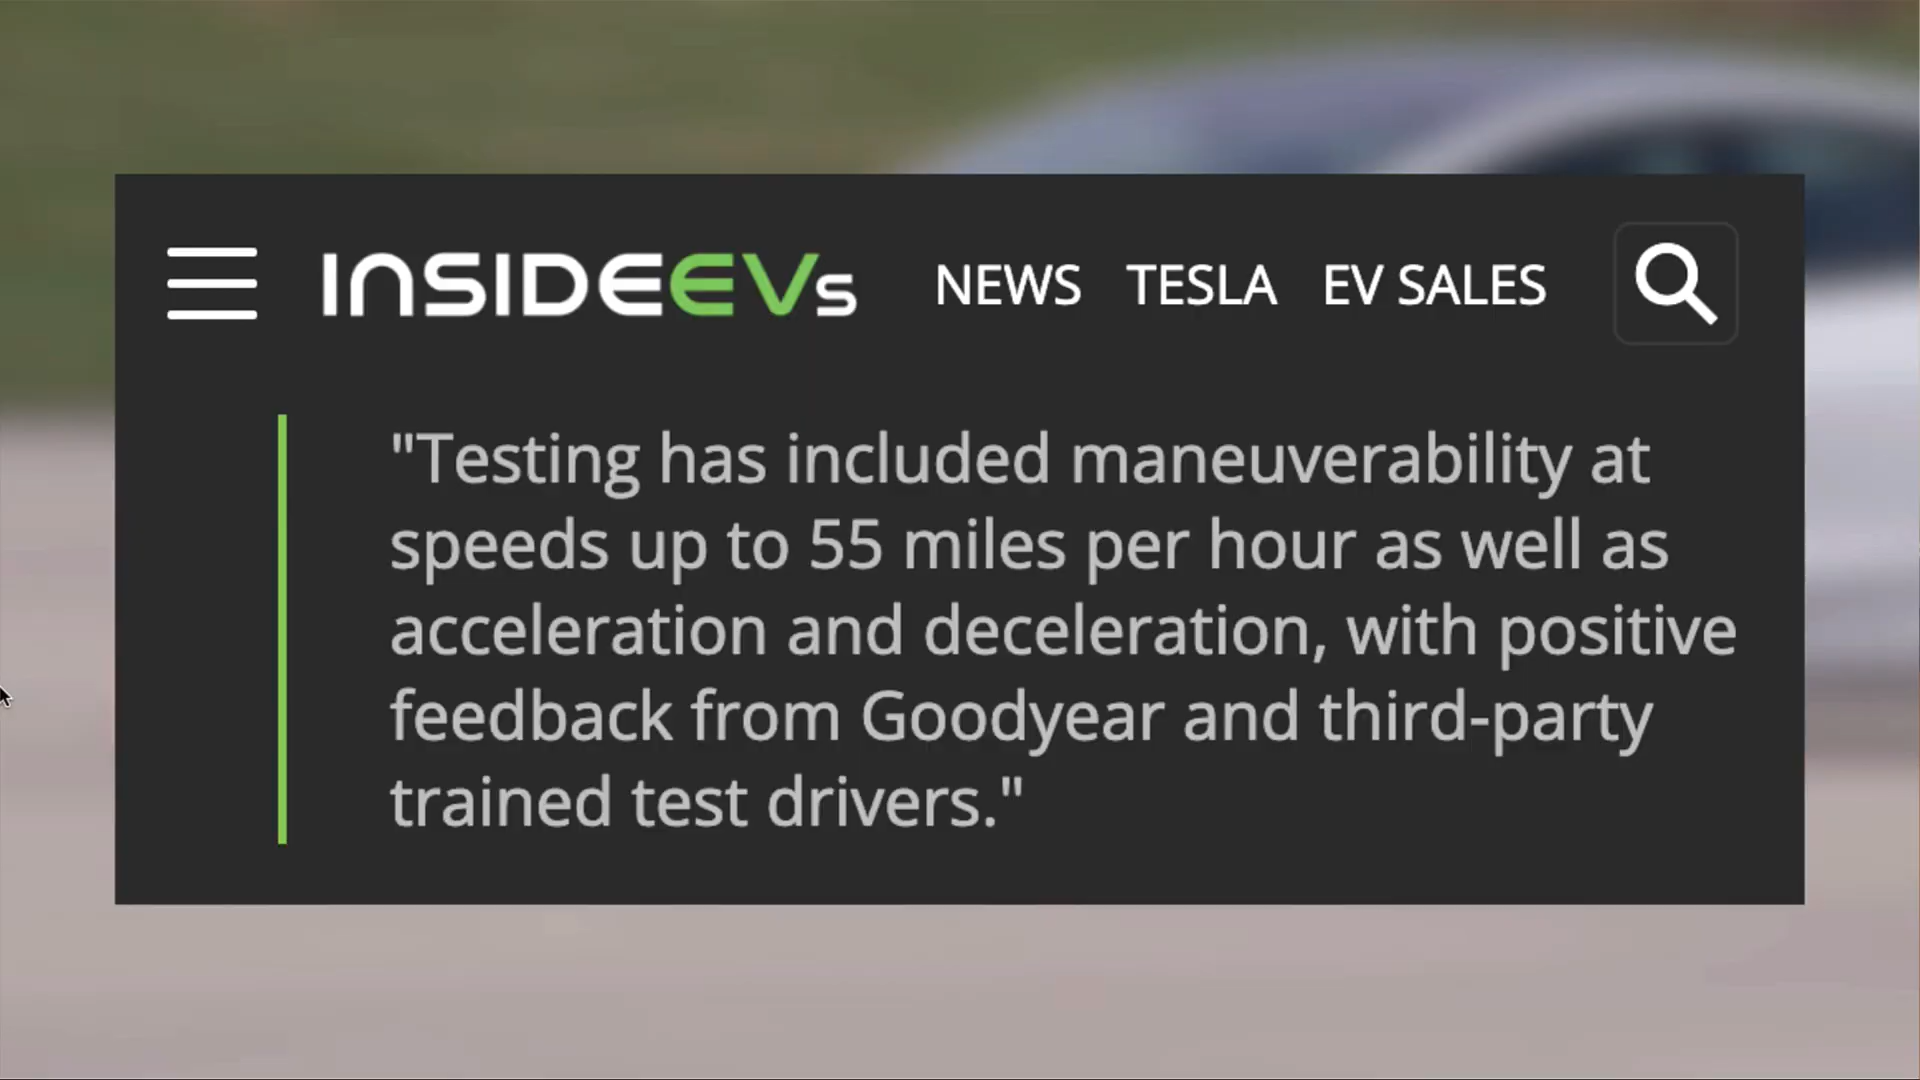 INSIDEEVs NEWS TESLA EV SALES
"Testing has included maneuverability at
speeds up to 55 miles per hour as well as
acceleration and deceleration, with positive
feedback from Goodyear and third-party
trained test drivers."